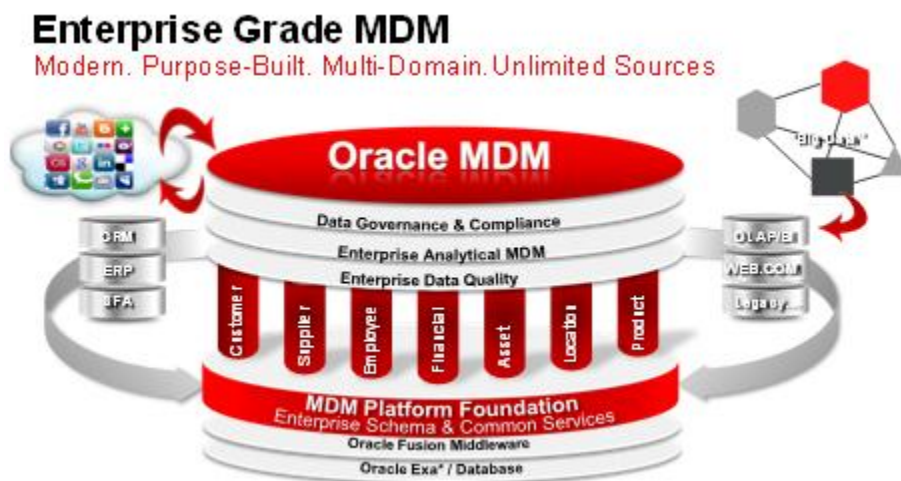 Enterprise Grade MDM
Modern. Purpose-Built. Multi-Domain. Unlimited Sources
Oracle MDM
"Big Data"
Data Governance & Compliance
Enterprise Analytical MDM
Enterprise Data Quality
CRM
ERP
SFA
OLAP/BI
WEB.COM
Legacy...
Customer
Supplier
Employee
Financial
Asset
Location
Product
MDM Platform Foundation
Enterprise Schema & Common Services
Oracle Fusion Middleware
Oracle Exa* / Database